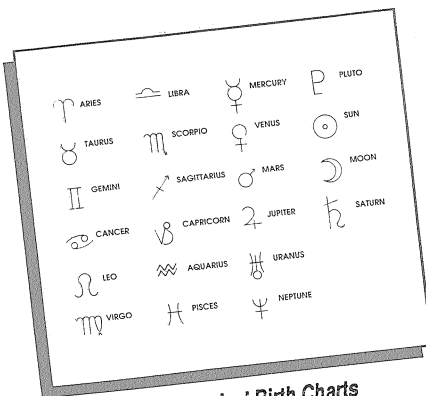 ARIES
TAURUS
GEMINI
CANCER
LEO
VIRGO
LIBRA
SCORPIO
SAGITTARIUS
CAPRICORN
AQUARIUS
PISCES
MERCURY
VENUS
MARS
JUPITER
URANUS
NEPTUNE
PLUTO
SUN
MOON
SATURN
Birth Charts